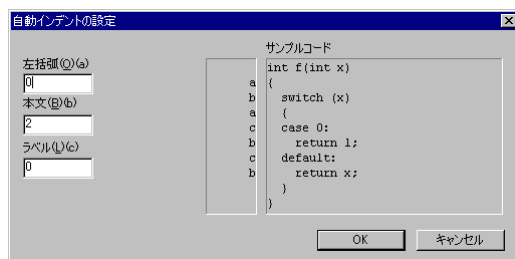 自動インデントの設定
左括弧(O)(a)
0
本文(B)(b)
2
ラベル(L)(c)
0
サンプルコード
int f(int x)
a {
b switch (x)
a {
c case 0:
b return 1;
c default:
b return x;
}
}
OK キャンセル